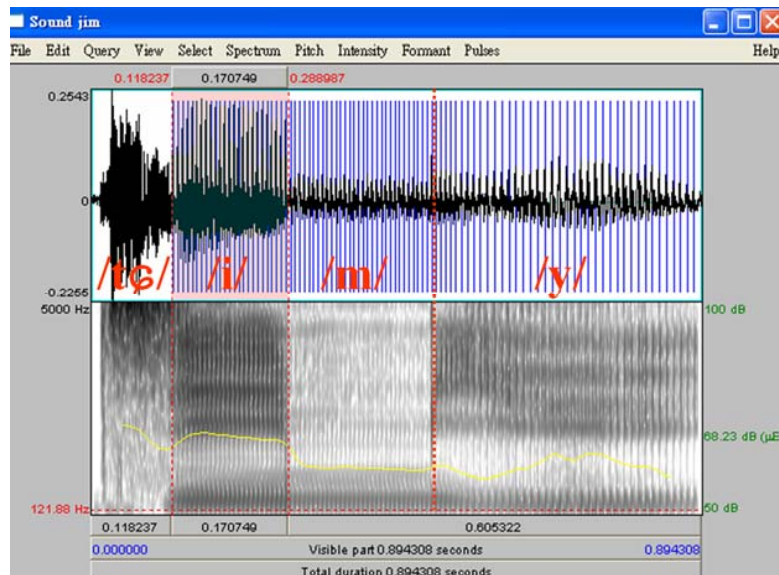 Sound jim
File Edit Query View Select Spectrum Pitch Intensity Formant Pulses Help
0.118237 0.170749 0.288987
0.2543
0
/tɕ/ /i/ /m/ /y/
-0.2265
5000 Hz 100 dB
68.23 dB (µE
121.88 Hz 50 dB
0.118237 0.170749 0.605322
0.000000 Visible part 0.894308 seconds 0.894308
Total duration 0.894308 seconds